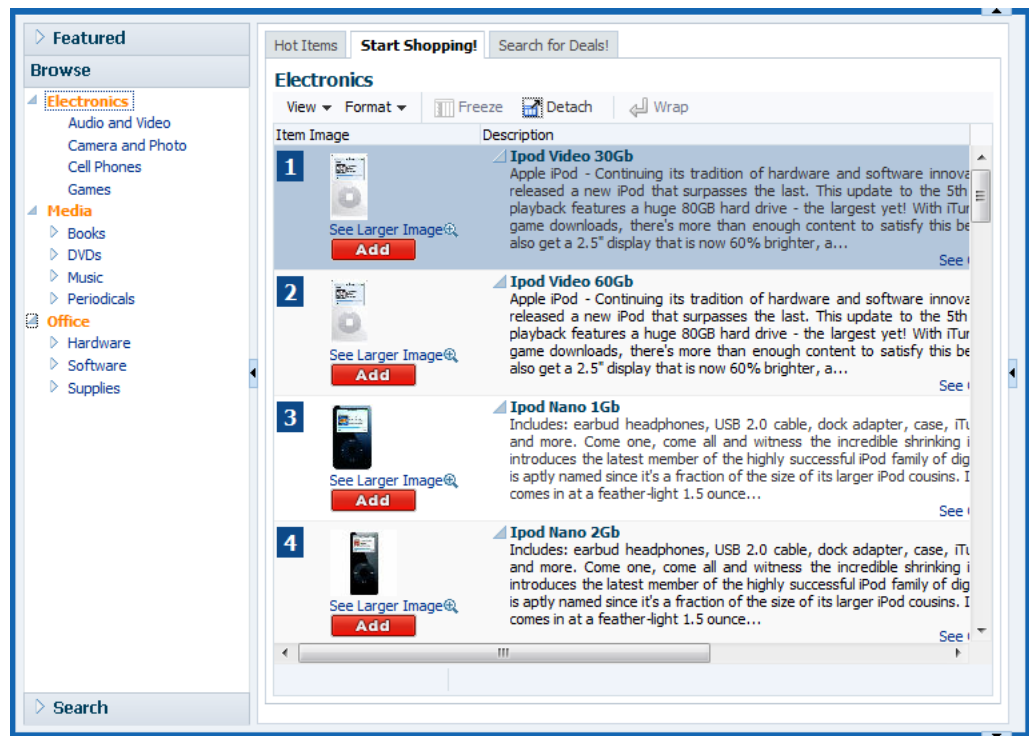 Featured
Browse
Electronics
Audio and Video
Camera and Photo
Cell Phones
Games
Media
Books
DVDs
Music
Periodicals
Office
Hardware
Software
Supplies
Search
Hot Items Start Shopping! Search for Deals!
Electronics
View Format Freeze Detach Wrap
Item Image Description
1
See Larger Image
Add
Ipod Video 30Gb
Apple iPod - Continuing its tradition of hardware and software innova
released a new iPod that surpasses the last. This update to the 5th
playback features a huge 80GB hard drive - the largest yet! With iTur
game downloads, there's more than enough content to satisfy this be
also get a 2.5" display that is now 60% brighter, a...
See
2
See Larger Image
Add
Ipod Video 60Gb
Apple iPod - Continuing its tradition of hardware and software innova
released a new iPod that surpasses the last. This update to the 5th
playback features a huge 80GB hard drive - the largest yet! With iTur
game downloads, there's more than enough content to satisfy this be
also get a 2.5" display that is now 60% brighter, a...
See
3
See Larger Image
Add
Ipod Nano 1Gb
Includes: earbud headphones, USB 2.0 cable, dock adapter, case, iTu
and more. Come one, come all and witness the incredible shrinking i
introduces the latest member of the highly successful iPod family of dig
is aptly named since it's a fraction of the size of its larger iPod cousins. I
comes in at a feather-light 1.5 ounce...
See
4
See Larger Image
Add
Ipod Nano 2Gb
Includes: earbud headphones, USB 2.0 cable, dock adapter, case, iTu
and more. Come one, come all and witness the incredible shrinking i
introduces the latest member of the highly successful iPod family of dig
is aptly named since it's a fraction of the size of its larger iPod cousins. I
comes in at a feather-light 1.5 ounce...
See